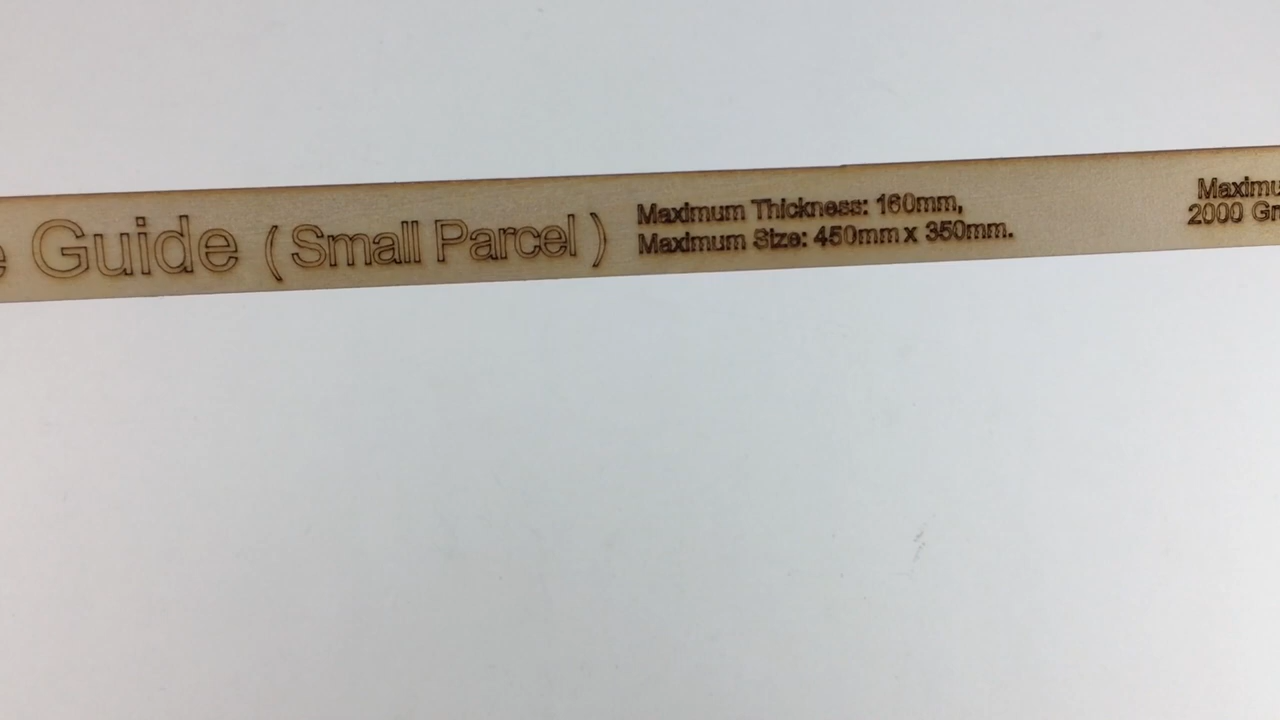 Guide ( Small Parcel )
Maximum Thickness: 160mm,
Maximum Size: 450mm x 350mm.
2000